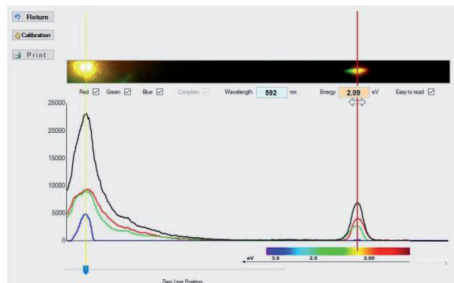 Return
Calibration
Print
Red Green Blue Complete Wavelength 592 nm Energy 2.09 eV Easy to read
25000
20000
15000
10000
5000
0
eV 3.0 2.5 2.00
Zero Line Position